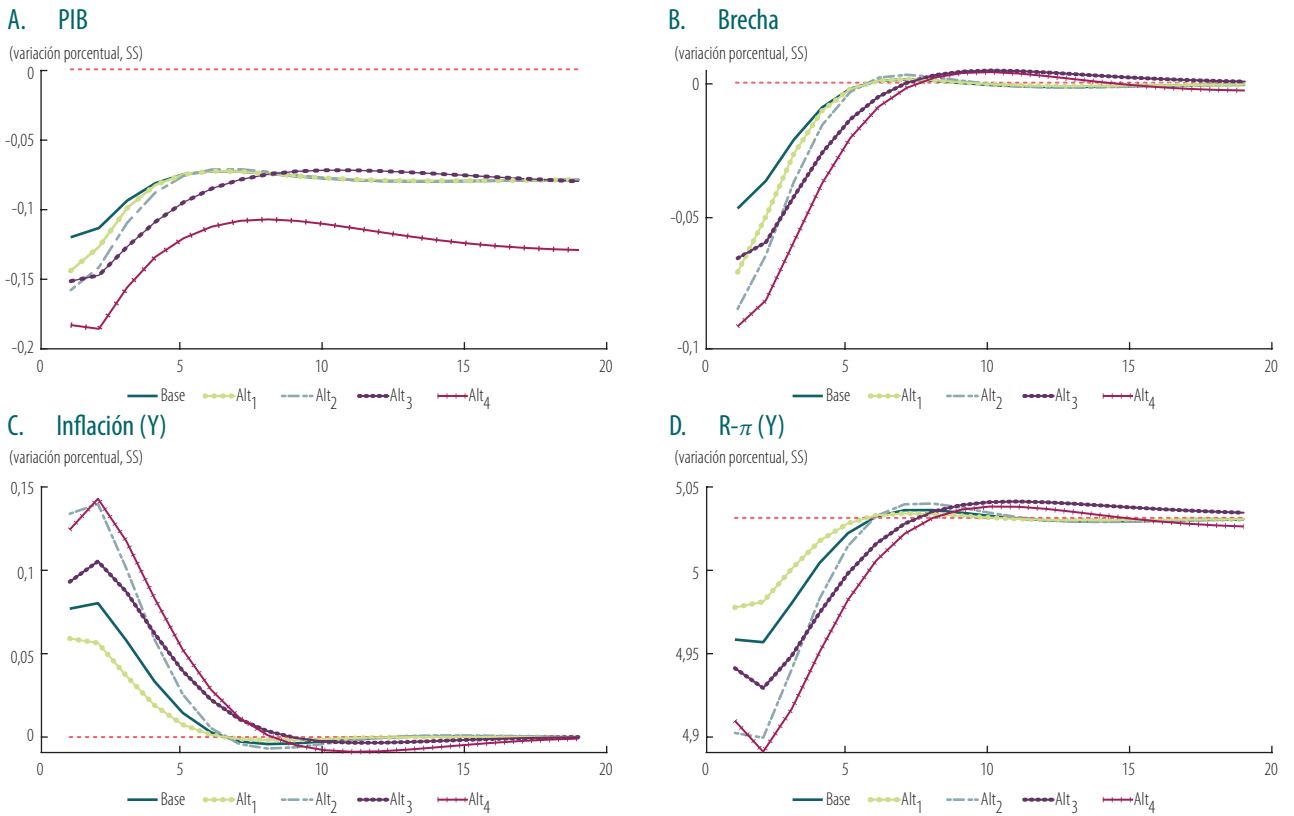 A. PIB
(variación porcentual, SS)
0
-0,05
-0,1
-0,15
-0,2
0 5 10 15 20
Base Alt1 Alt2 Alt3 Alt4
B. Brecha
(variación porcentual, SS)
0
-0,05
-0,1
0 5 10 15 20
Base Alt1 Alt2 Alt3 Alt4
C. Inflación (Y)
(variación porcentual, SS)
0,15
0,1
0,05
0
0 5 10 15 20
Base Alt1 Alt2 Alt3 Alt4
D. R-π (Y)
(variación porcentual, SS)
5,05
5
4,95
4,9
0 5 10 15 20
Base Alt1 Alt2 Alt3 Alt4